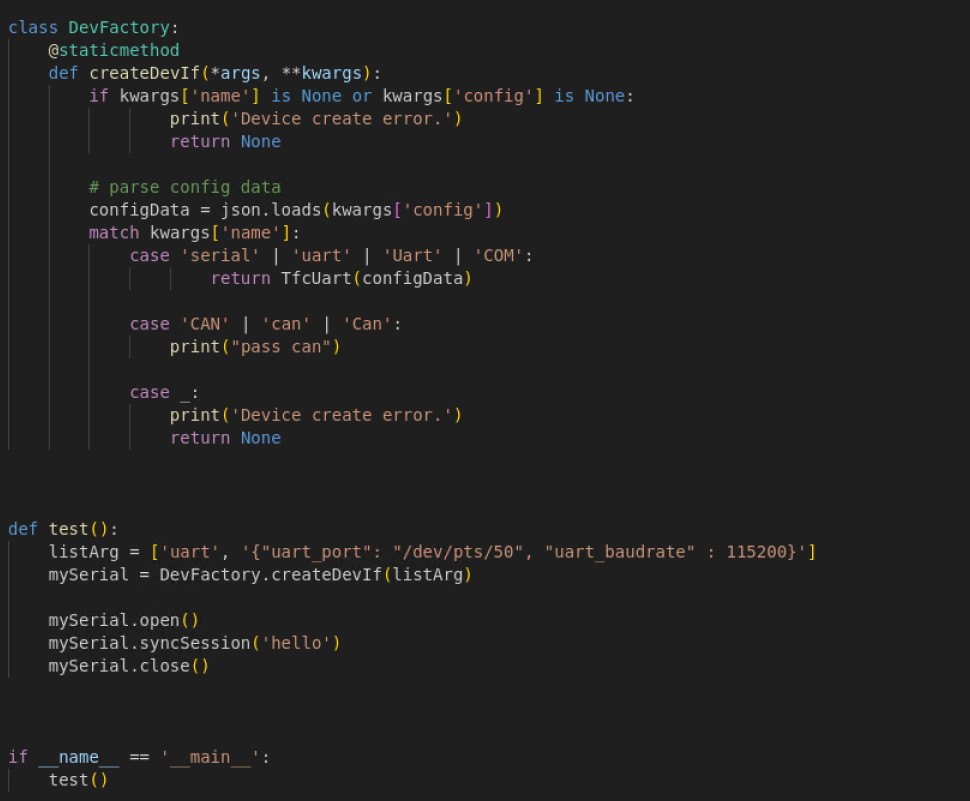 class DevFactory:
    @staticmethod
    def createDevIf(*args, **kwargs):
        if kwargs['name'] is None or kwargs['config'] is None:
                print('Device create error.')
                return None

        # parse config data
        configData = json.loads(kwargs['config'])
        match kwargs['name']:
            case 'serial' | 'uart' | 'Uart' | 'COM':
                    return TfcUart(configData)

            case 'CAN' | 'can' | 'Can':
                print("pass can")

            case _:
                print('Device create error.')
                return None

def test():
    listArg = ['uart', '{"uart_port": "/dev/pts/50", "uart_baudrate" : 115200}']
    mySerial = DevFactory.createDevIf(listArg)

    mySerial.open()
    mySerial.syncSession('hello')
    mySerial.close()

if __name__ == '__main__':
    test()